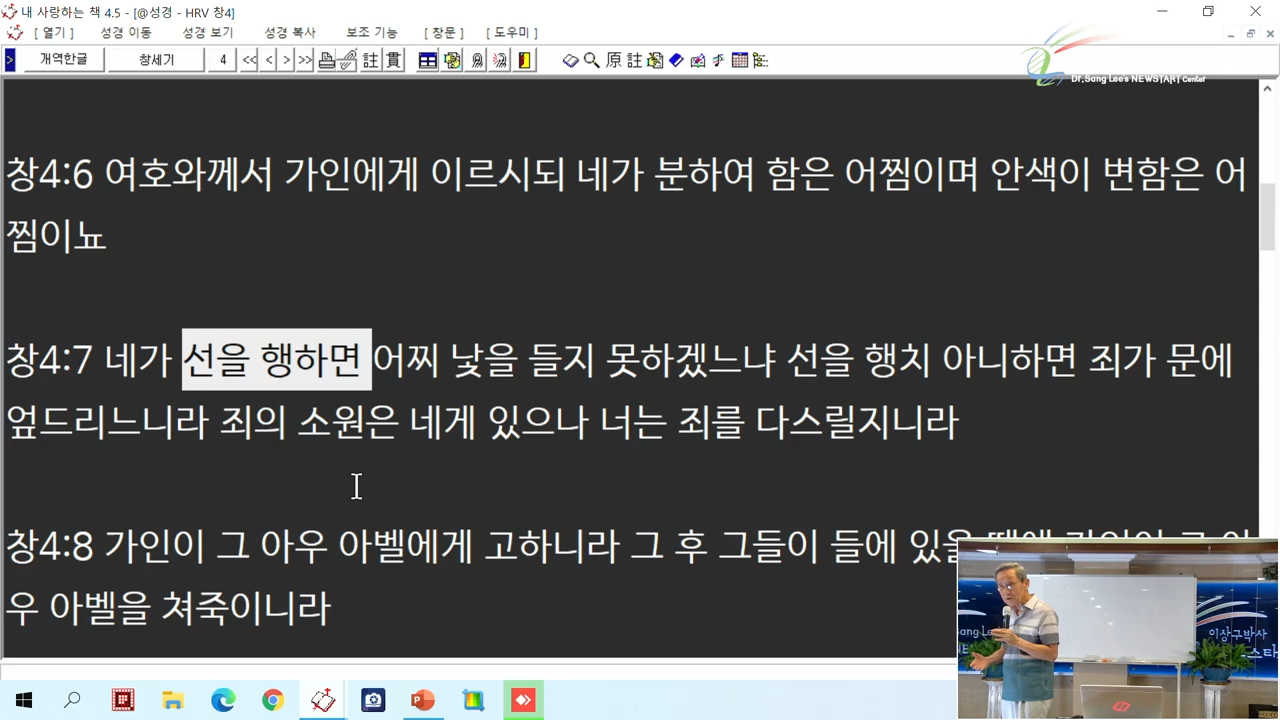 내 사랑하는 책 4.5 - [@성경 - HRV 창4]
[ 열기 ] 성경 이동 성경 보기 성경 복사 보조 기능 [ 창문 ] [ 도우미 ]
> 개역한글 창세기 4 << < > >> 註 貫 原 註
Dr.Sang Lee's NEWSTART Center
창4:6 여호와께서 가인에게 이르시되 네가 분하여 함은 어찜이며 안색이 변함은 어
찜이뇨
창4:7 네가 선을 행하면 어찌 낯을 들지 못하겠느냐 선을 행치 아니하면 죄가 문에
엎드리느니라 죄의 소원은 네게 있으나 너는 죄를 다스릴지니라
창4:8 가인이 그 아우 아벨에게 고하니라 그 후 그들이 들에 있을
우 아벨을 쳐죽이니라
이상구박사